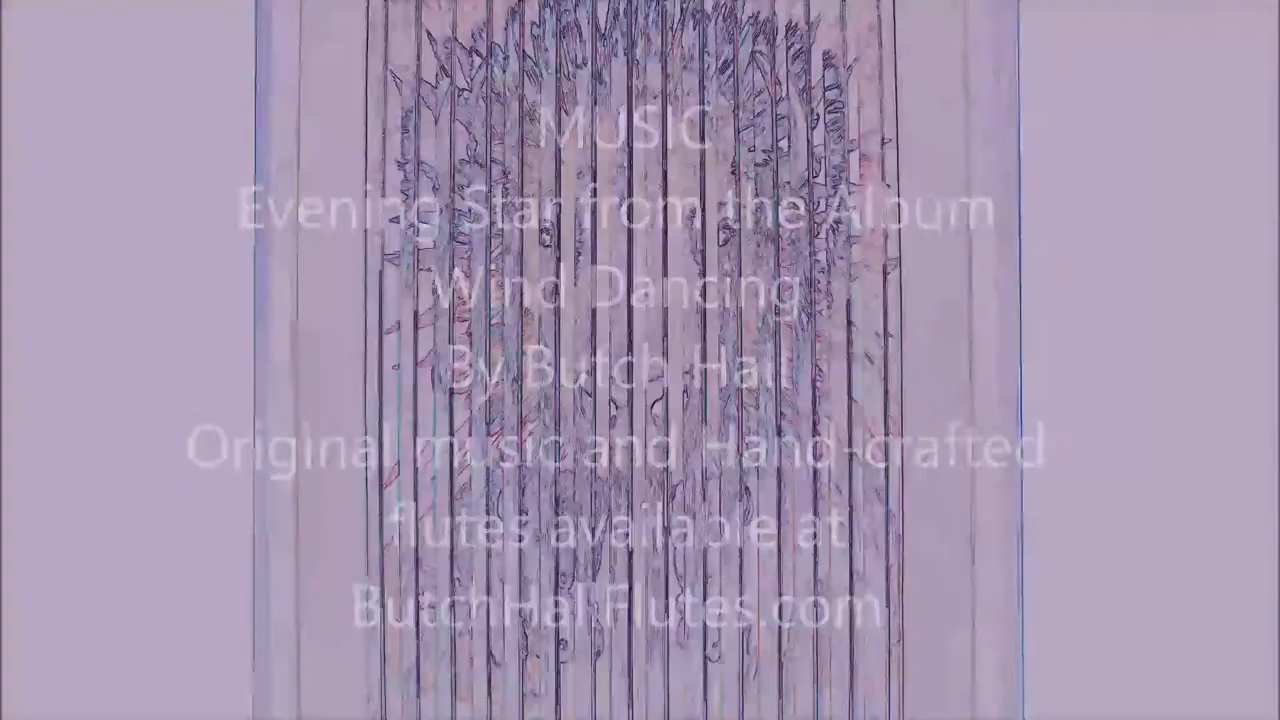 MUSIC
Evening Star from the Album
Wind Dancing
By Butch Hall
Original music and Hand-crafted
flutes available at
ButchHallFlutes.com